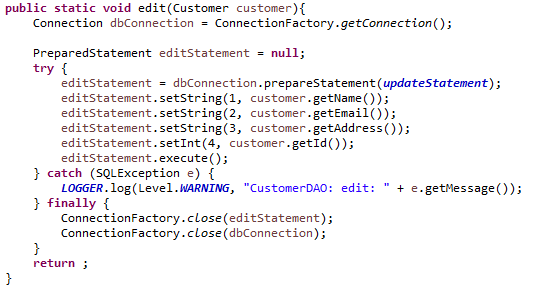 public static void edit(Customer customer){
    Connection dbConnection = ConnectionFactory.getConnection();

    PreparedStatement editStatement = null;
    try {
        editStatement = dbConnection.prepareStatement(updateStatement);
        editStatement.setString(1, customer.getName());
        editStatement.setString(2, customer.getEmail());
        editStatement.setString(3, customer.getAddress());
        editStatement.setInt(4, customer.getId());
        editStatement.execute();
    } catch (SQLException e) {
        LOGGER.log(Level.WARNING, "CustomerDAO: edit: " + e.getMessage());
    } finally {
        ConnectionFactory.close(editStatement);
        ConnectionFactory.close(dbConnection);
    }
    return ;
}